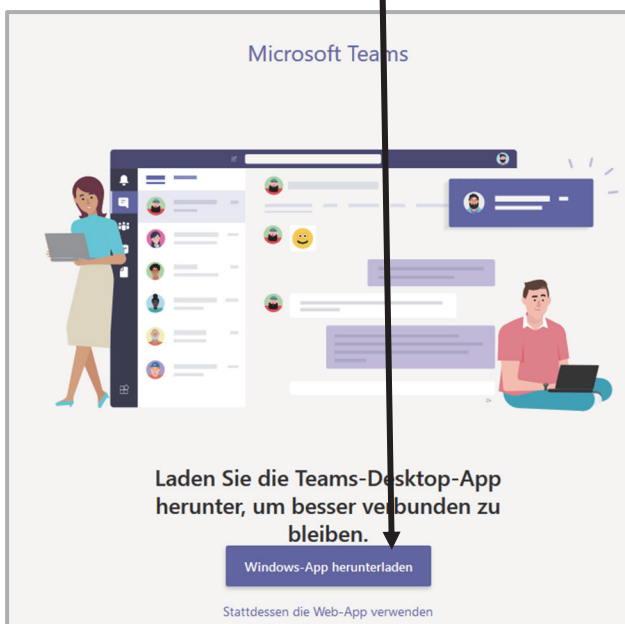 Microsoft Teams
Laden Sie die Teams-Desktop-App
herunter, um besser verbunden zu
bleiben.
Windows-App herunterladen
Stattdessen die Web-App verwenden